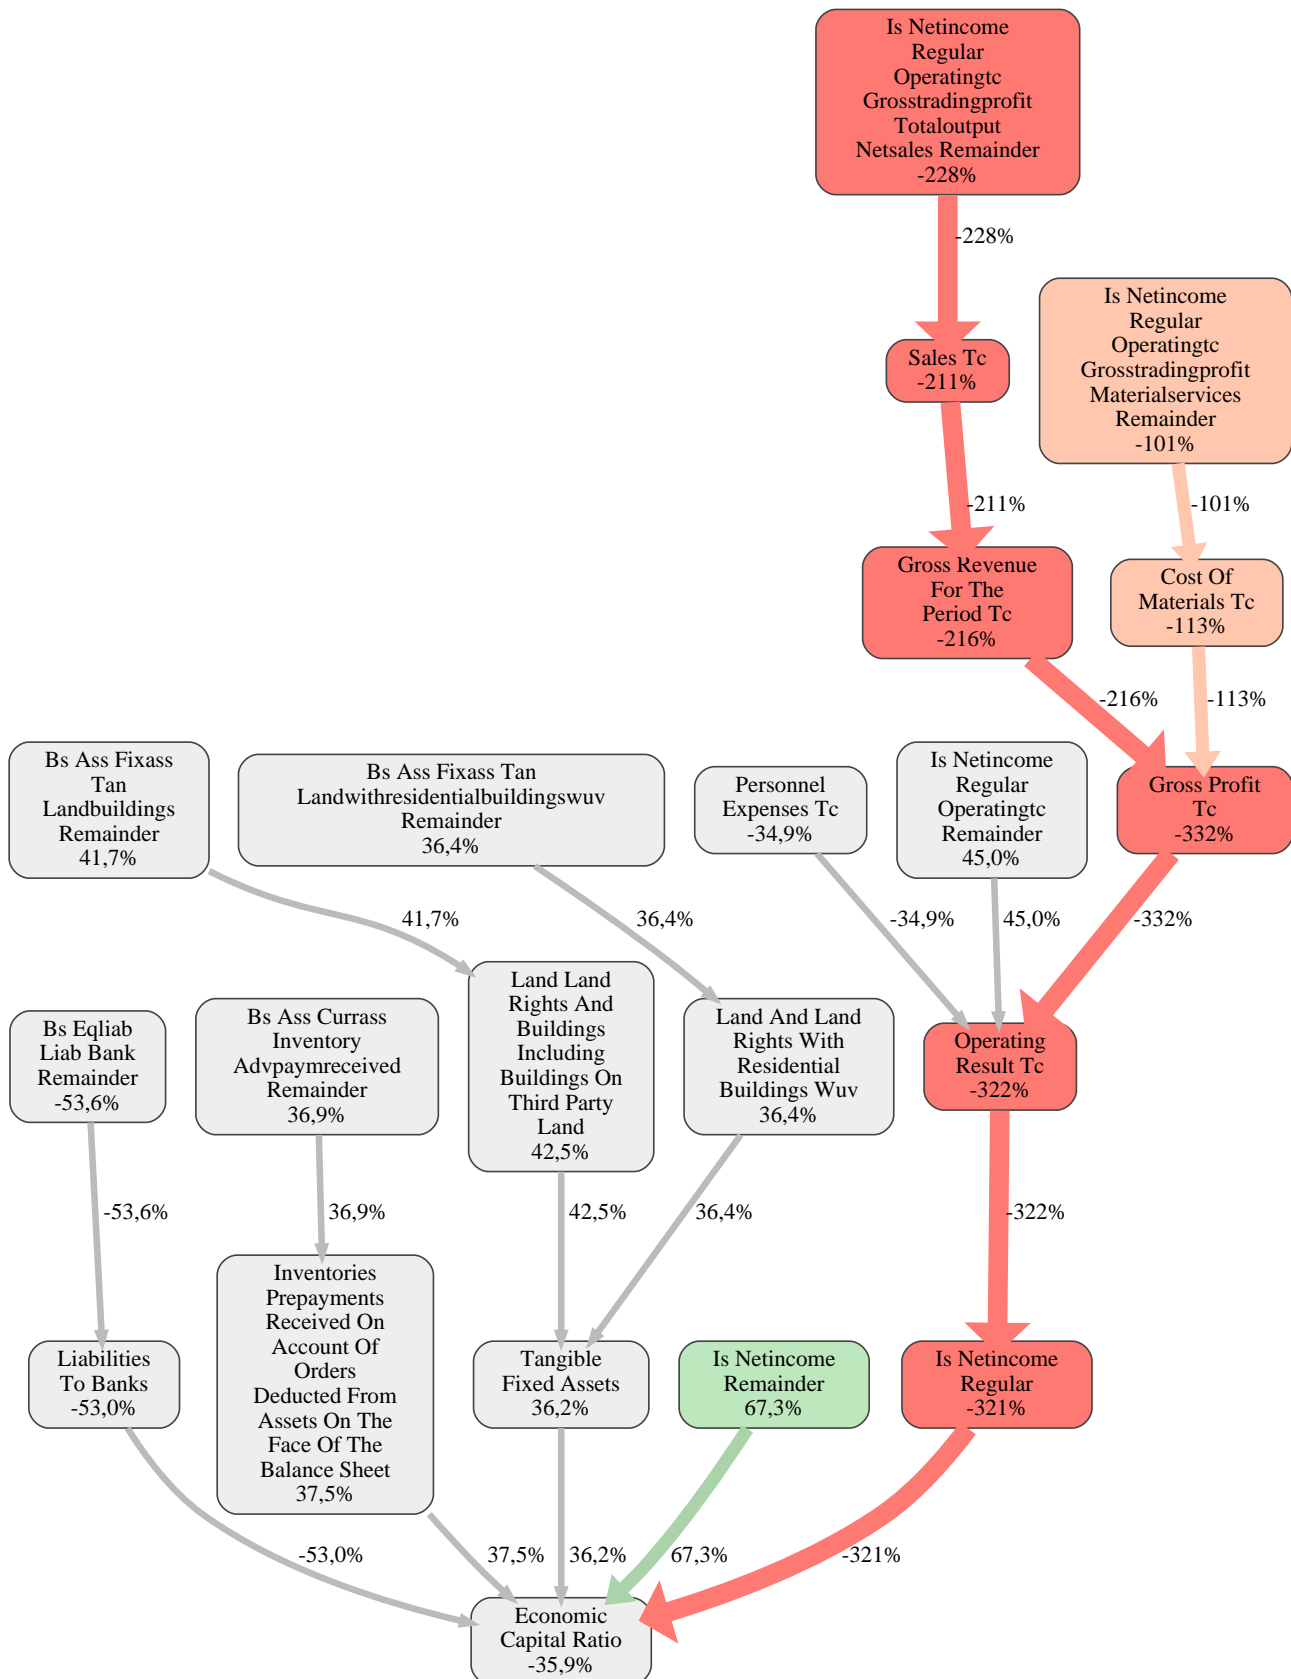 Is Netincome
Regular
Operatingtc
Grosstradingprofit
Totaloutput
Netsales Remainder
-228%
-228%
Is Netincome
Regular
Operatingtc
Grosstradingprofit
Materialservices
Remainder
-101%
Sales Tc
-211%
-211%
-101%
Gross Revenue
For The
Period Tc
-216%
Cost Of
Materials Tc
-113%
-216%
-113%
Bs Ass Fixass
Tan
Landbuildings
Remainder
41,7%
Bs Ass Fixass Tan
Landwithresidentialbuildingswuv
Remainder
36,4%
Personnel
Expenses Tc
-34,9%
Is Netincome
Regular
Operatingtc
Remainder
45,0%
Gross Profit
Tc
-332%
41,7%
36,4%
-34,9%
45,0%
-332%
Bs Eqliab
Liab Bank
Remainder
-53,6%
Bs Ass Currass
Inventory
Advpaymreceived
Remainder
36,9%
Land Land
Rights And
Buildings
Including
Buildings On
Third Party
Land
42,5%
Land And Land
Rights With
Residential
Buildings Wuv
36,4%
Operating
Result Tc
-322%
-53,6%
36,9%
42,5%
36,4%
-322%
Liabilities
To Banks
-53,0%
Inventories
Prepayments
Received On
Account Of
Orders
Deducted From
Assets On The
Face Of The
Balance Sheet
37,5%
Tangible
Fixed Assets
36,2%
Is Netincome
Remainder
67,3%
Is Netincome
Regular
-321%
-53,0%
37,5%
36,2%
67,3%
-321%
Economic
Capital Ratio
-35,9%